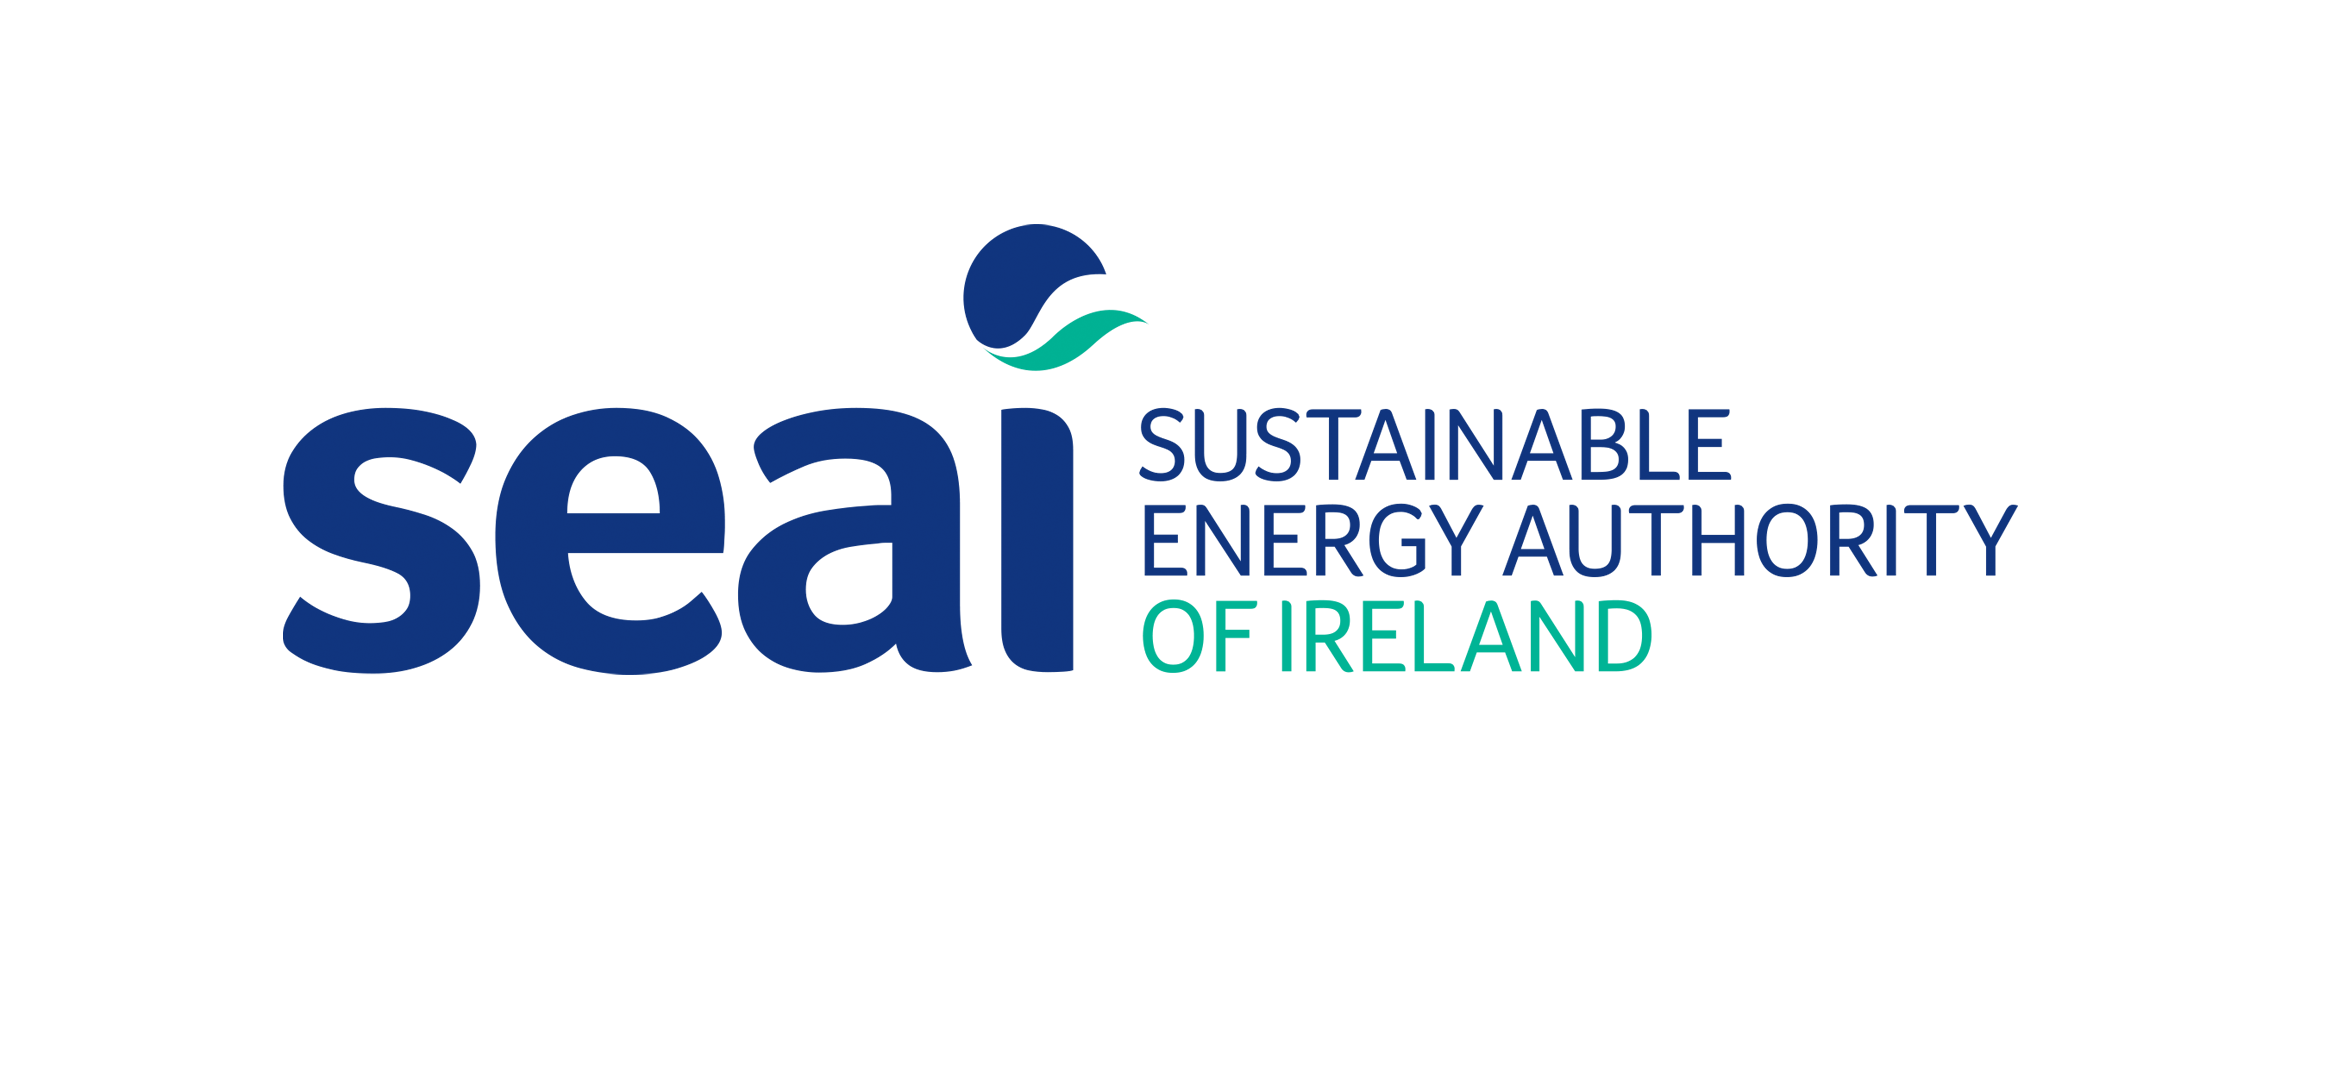 seai
SUSTAINABLE
ENERGY AUTHORITY
OF IRELAND